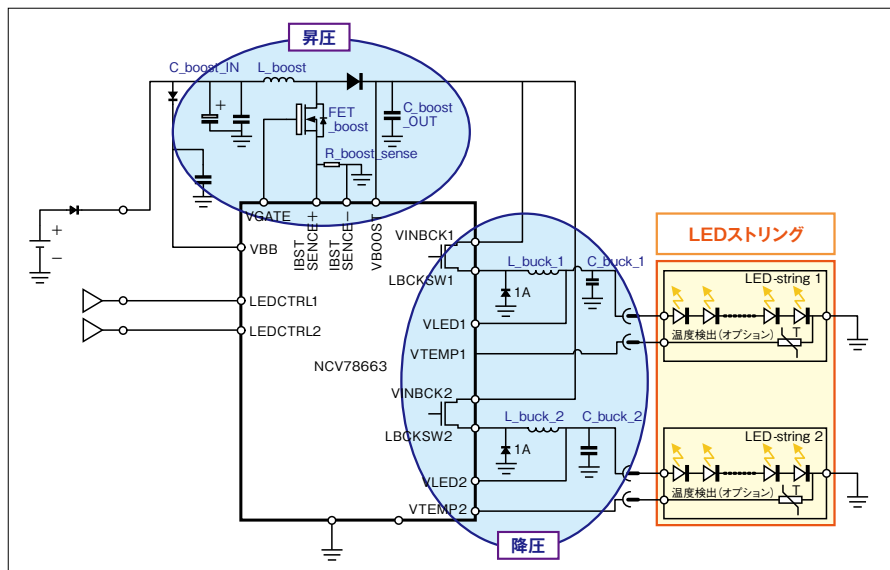 昇圧
C_boost_IN
L_boost
+
FET
_boost
C_boost
_OUT
R_boost_sense
VGATE
IBST
SENCE+
IBST
SENCE−
VBOOST
+
−
VBB
LEDCTRL1
LEDCTRL2
NCV78663
VINBCK1
LBCKSW1
L_buck_1
C_buck_1
1A
VLED1
VTEMP1
VINBCK2
LBCKSW2
L_buck_2
C_buck_2
1A
VLED2
VTEMP2
降圧
LEDストリング
LED-string 1
温度検出(オプション)
T
LED-string 2
温度検出(オプション)
T